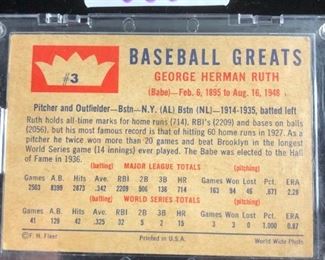 BASEBALL GREATS
#3
GEORGE HERMAN RUTH
(Babe)—Feb. 6, 1895 to Aug. 16, 1948
Pitcher and Outfielder—Bstn—N.Y. (AL) Bstn (NL)—1914-1935, batted left
Ruth holds all-time marks for home runs (714), RBI's (2209) and bases on balls
(2056), but his most famous record is that of hitting 60 home runs in 1927. As a
pitcher he twice won more than 20 games and beat Brooklyn in the longest
World Series game (14 innings) ever played. The Babe was elected to the Hall
of Fame in 1936.
(batting) MAJOR LEAGUE TOTALS (pitching)
Games A.B. Hits Av. RBI 2B 3B HR Games Won Lost Pct. ERA
2503 8399 2873 .342 2209 506 136 714 163 94 46 .671 2.28
(batting) WORLD SERIES TOTALS (pitching)
Games A.B. Hits Av. RBI 2B 3B HR Games Won Lost Pct. ERA
41 129 42 .325 32 5 2 15 3 3 0 1.000 0.87
© F. H. Fleer Printed in U.S.A. World Wide Photo